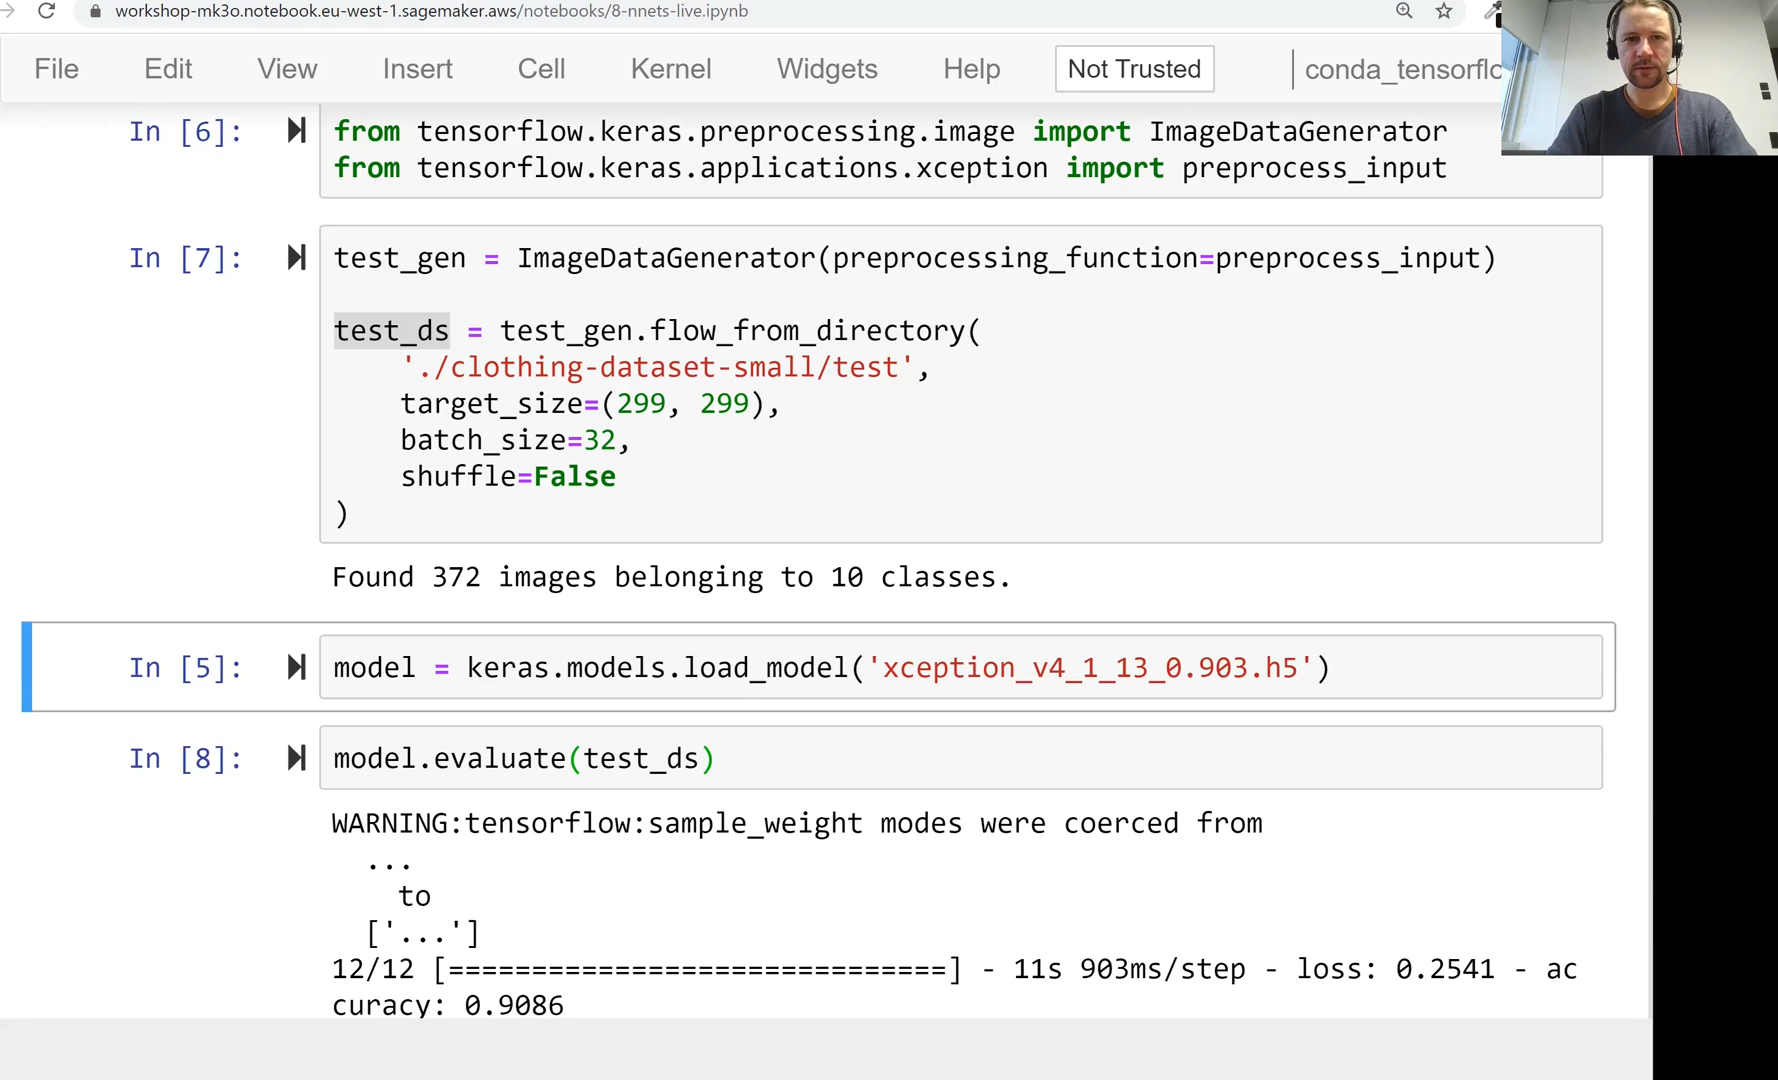 workshop-mk3o.notebook.eu-west-1.sagemaker.aws/notebooks/8-nnets-live.ipynb
File Edit View Insert Cell Kernel Widgets Help Not Trusted conda_tensorflo
In [6]: from tensorflow.keras.preprocessing.image import ImageDataGenerator
from tensorflow.keras.applications.xception import preprocess_input
In [7]: test_gen = ImageDataGenerator(preprocessing_function=preprocess_input)
test_ds = test_gen.flow_from_directory(
'./clothing-dataset-small/test',
target_size=(299, 299),
batch_size=32,
shuffle=False
)
Found 372 images belonging to 10 classes.
In [5]: model = keras.models.load_model('xception_v4_1_13_0.903.h5')
In [8]: model.evaluate(test_ds)
WARNING:tensorflow:sample_weight modes were coerced from
...
to
['...']
12/12 [==============================] - 11s 903ms/step - loss: 0.2541 - ac
curacy: 0.9086